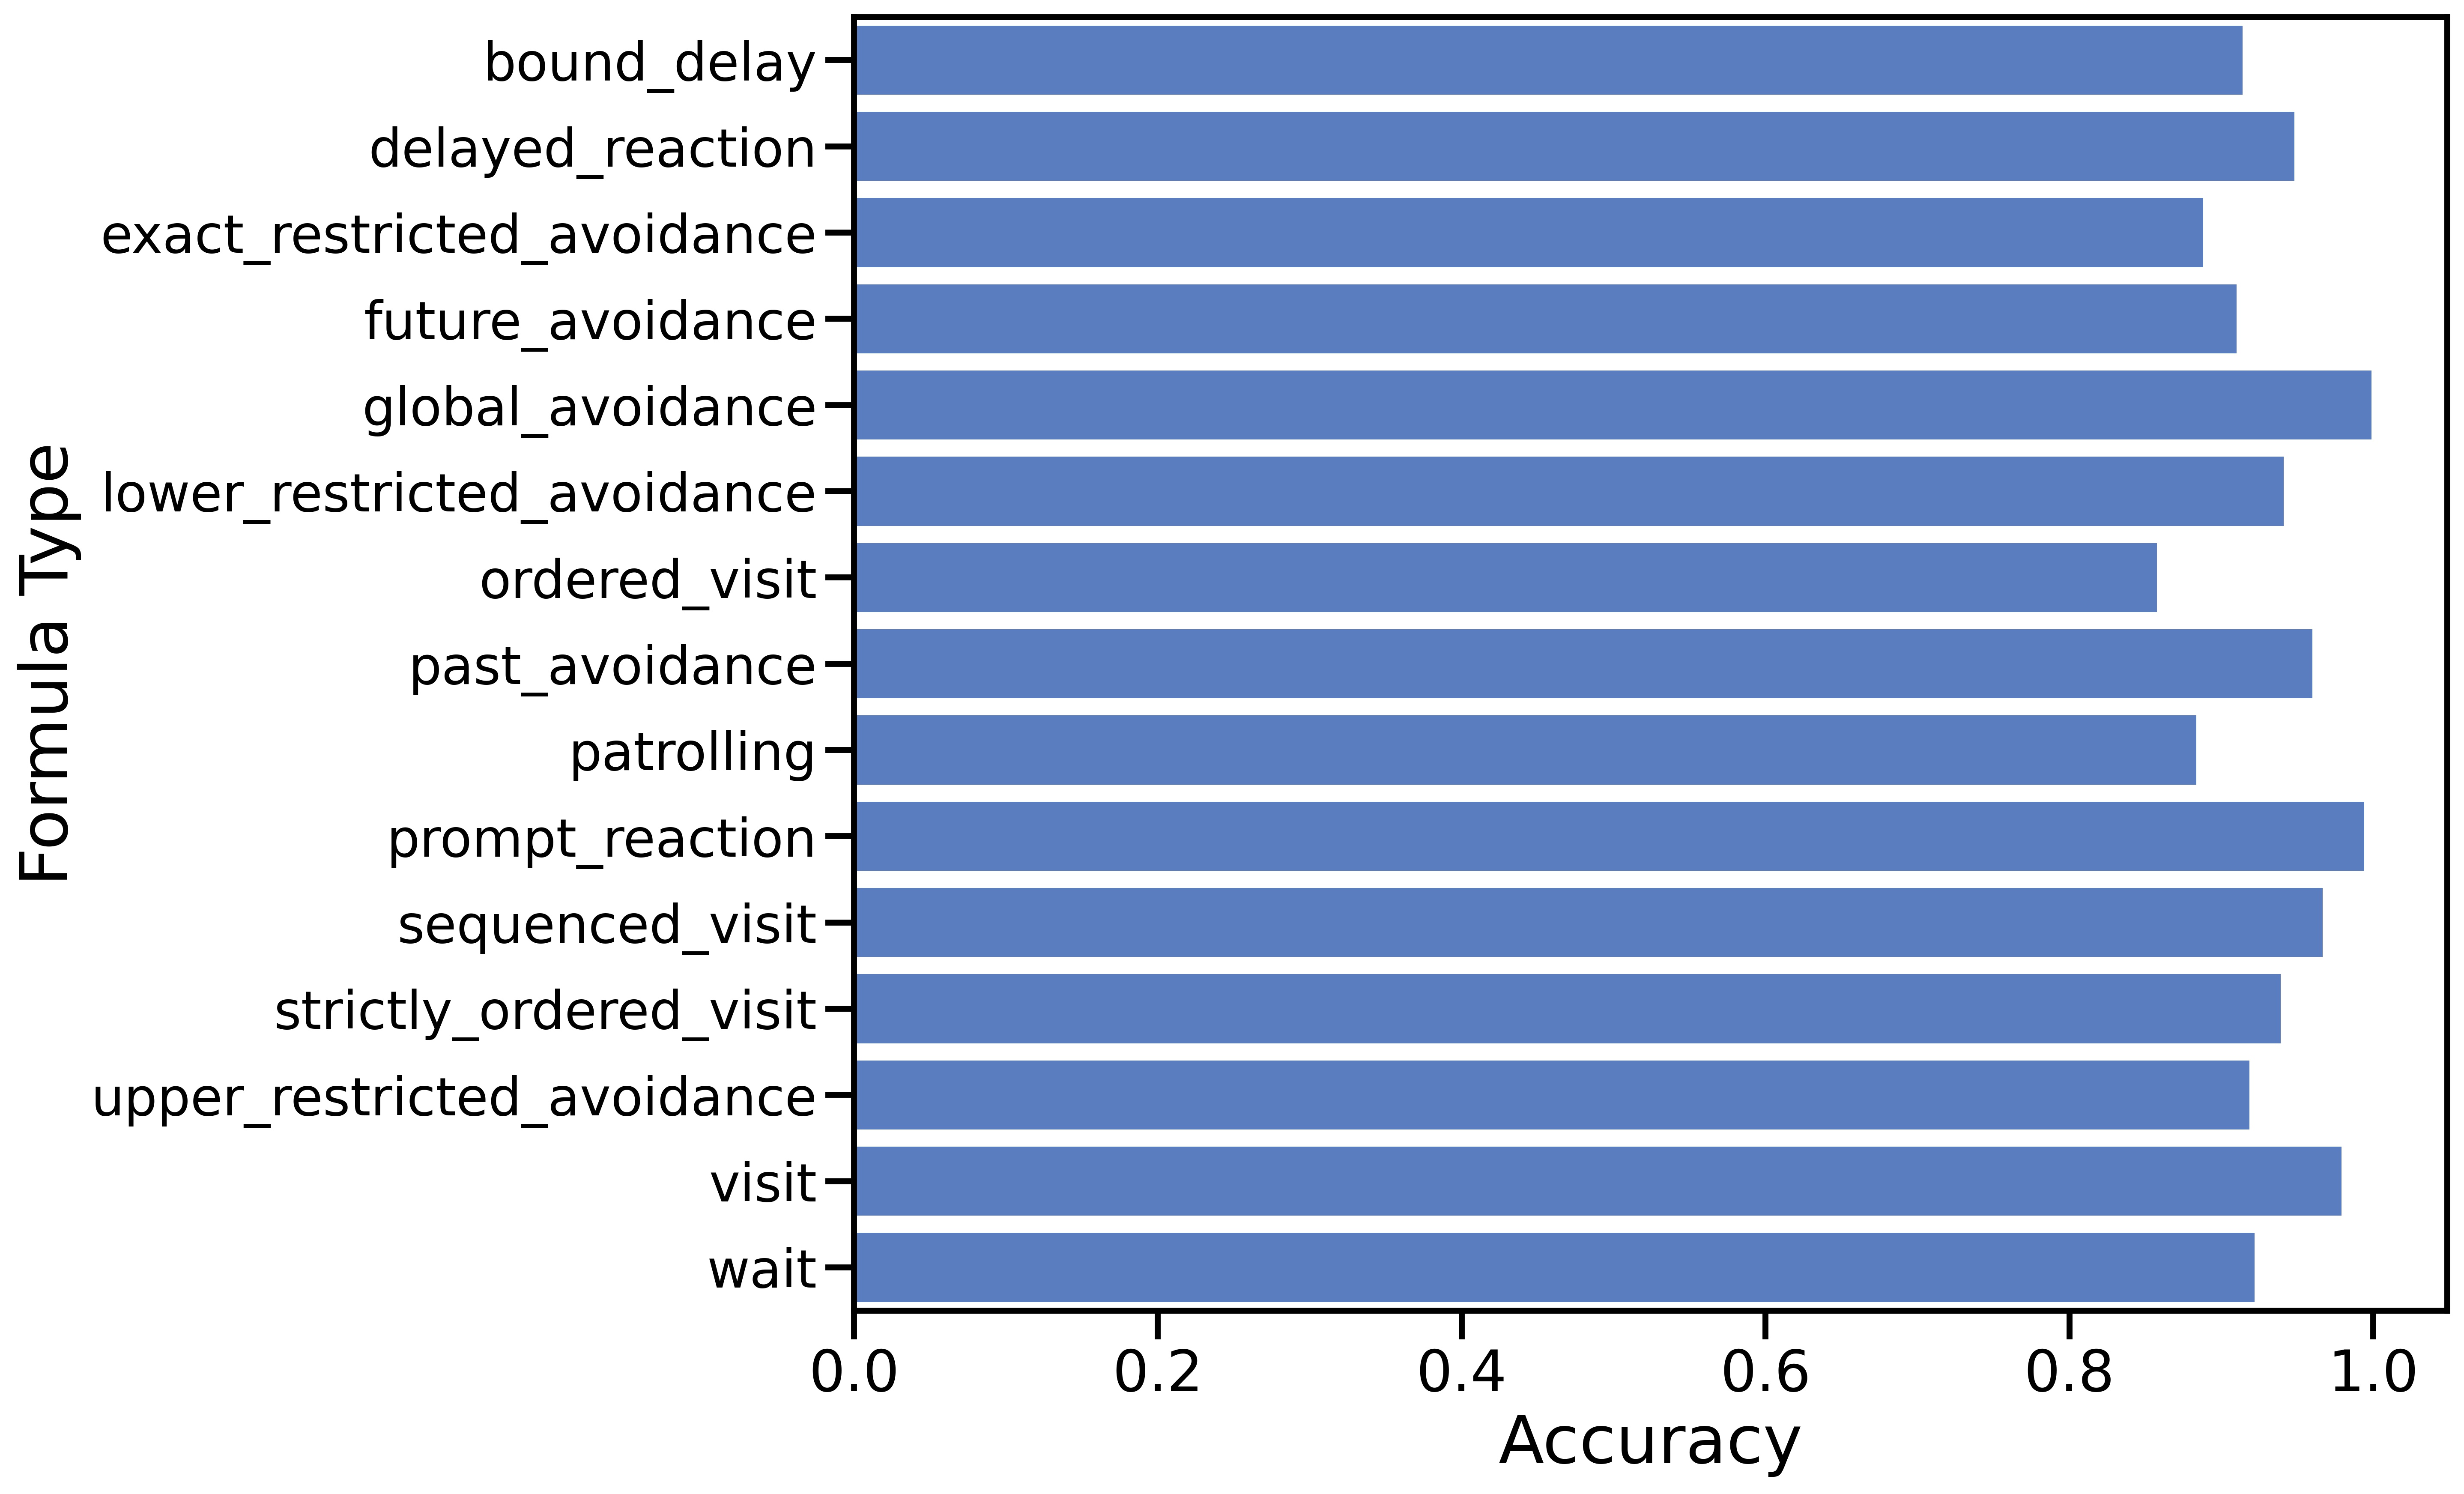 bound_delay
delayed_reaction
exact_restricted_avoidance
future_avoidance
global_avoidance
lower_restricted_avoidance
ordered_visit
past_avoidance
patrolling
prompt_reaction
sequenced_visit
strictly_ordered_visit
upper_restricted_avoidance
visit
wait
Formula Type
0.0 0.2 0.4 0.6 0.8 1.0
Accuracy